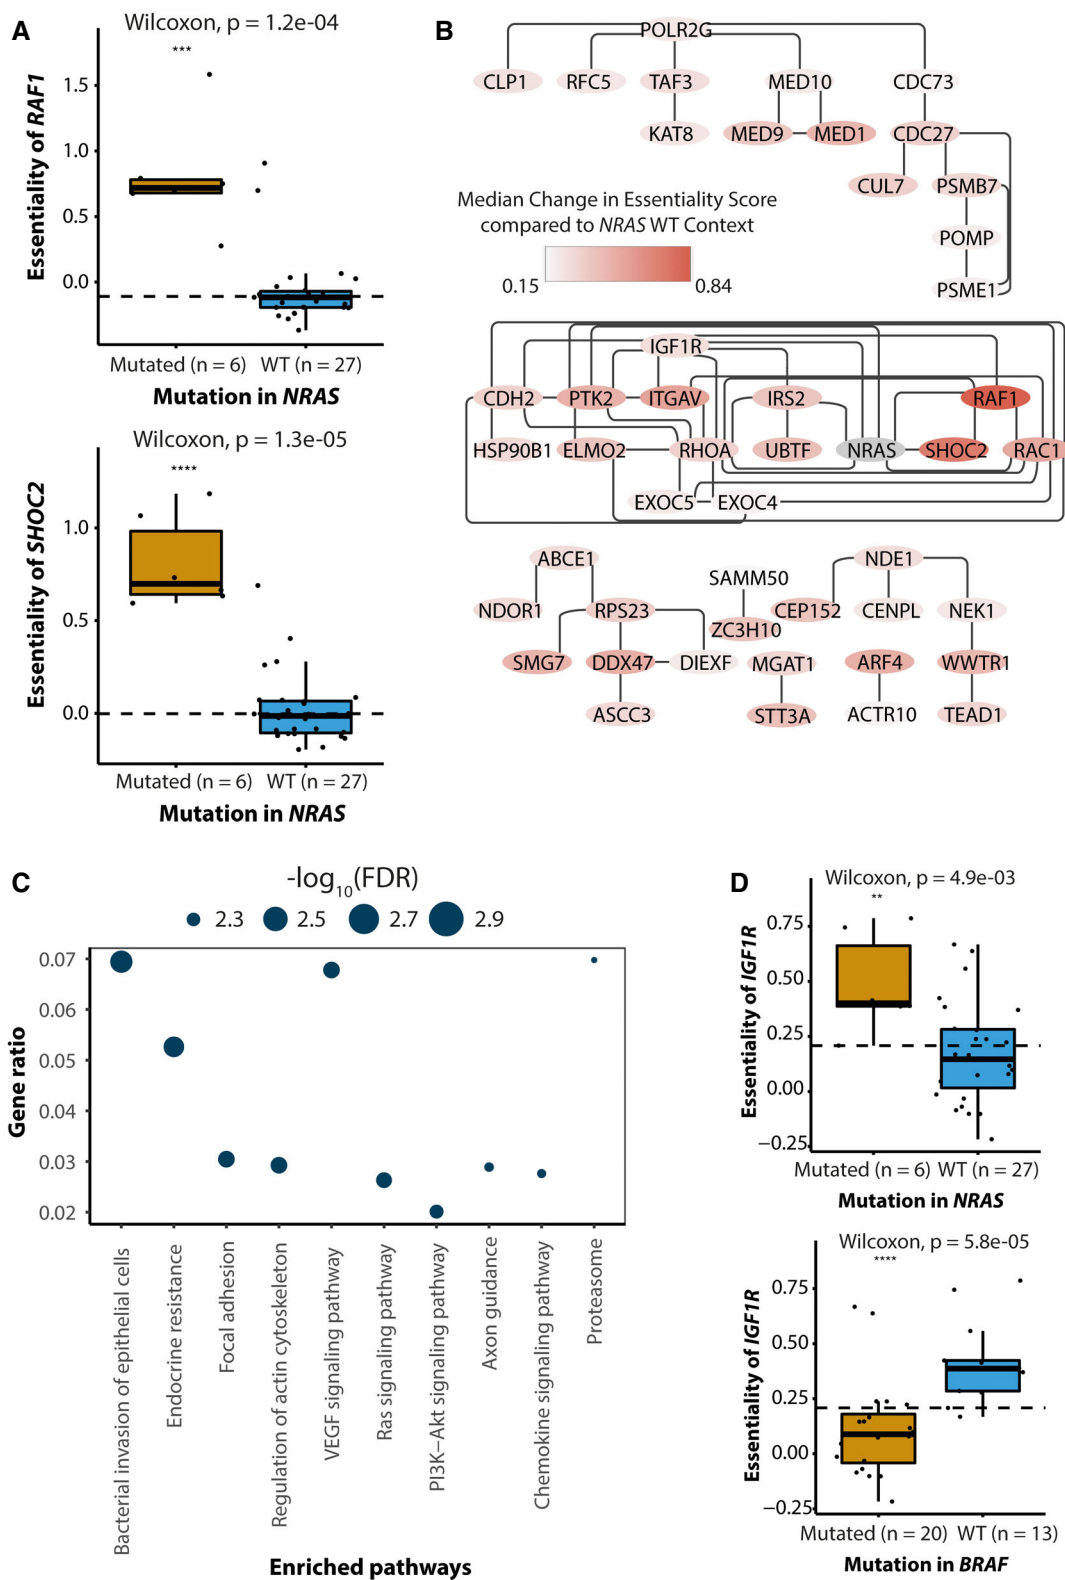 A
Wilcoxon, p = 1.2e-04
***
Essentiality of RAF1
1.5
1.0
0.5
0.0
Mutated (n = 6) WT (n = 27)
Mutation in NRAS
Wilcoxon, p = 1.3e-05
****
Essentiality of SHOC2
1.0
0.5
0.0
Mutated (n = 6) WT (n = 27)
Mutation in NRAS
B
POLR2G
CLP1 RFC5 TAF3 MED10 CDC73
KAT8 MED9 MED1 CDC27
CUL7 PSMB7
POMP
PSME1
Median Change in Essentiality Score
compared to NRAS WT Context
0.15 0.84
IGF1R
CDH2 PTK2 ITGAV IRS2 RAF1
HSP90B1 ELMO2 RHOA UBTF NRAS SHOC2 RAC1
EXOC5 EXOC4
ABCE1 SAMM50 NDE1
NDOR1 RPS23 ZC3H10 CEP152 CENPL NEK1
SMG7 DDX47 DIEXF MGAT1 ARF4 WWTR1
ASCC3 STT3A ACTR10 TEAD1
C
-log10(FDR)
2.3 2.5 2.7 2.9
Gene ratio
0.07
0.06
0.05
0.04
0.03
0.02
Bacterial invasion of epithelial cells
Endocrine resistance
Focal adhesion
Regulation of actin cytoskeleton
VEGF signaling pathway
Ras signaling pathway
PI3K−Akt signaling pathway
Axon guidance
Chemokine signaling pathway
Proteasome
Enriched pathways
D
Wilcoxon, p = 4.9e-03
**
Essentiality of IGF1R
0.75
0.50
0.25
0.00
−0.25
Mutated (n = 6) WT (n = 27)
Mutation in NRAS
Wilcoxon, p = 5.8e-05
****
Essentiality of IGF1R
0.75
0.50
0.25
0.00
−0.25
Mutated (n = 20) WT (n = 13)
Mutation in BRAF